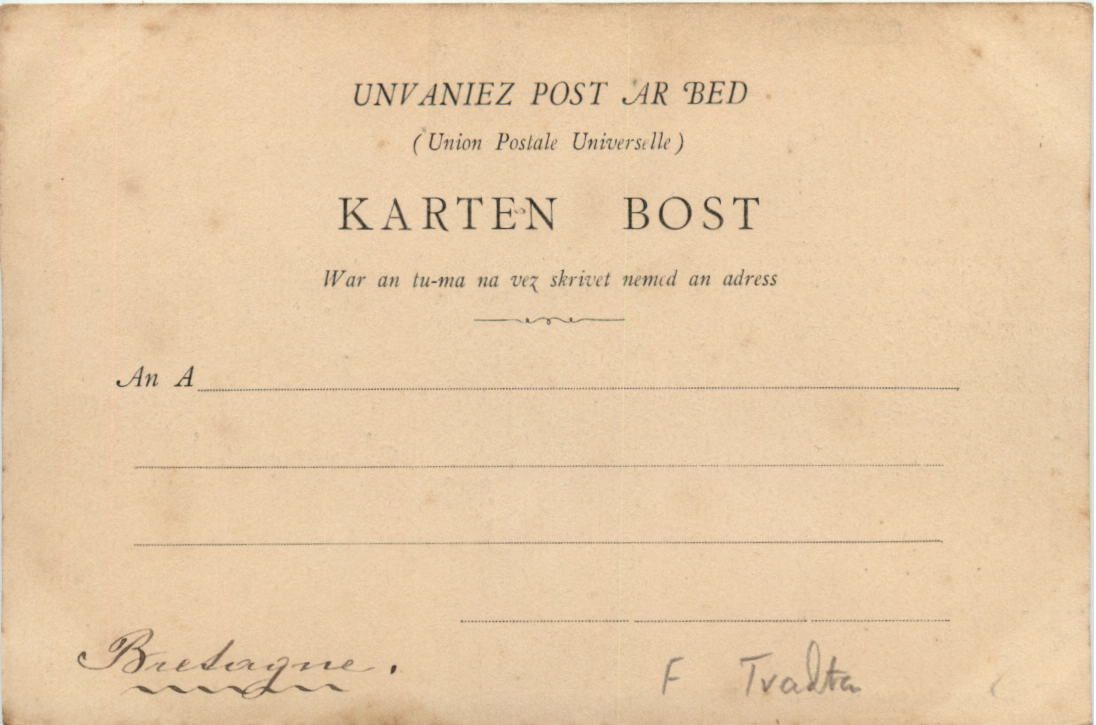 UNVANIEZ POST AR BED
(Union Postale Universelle)
KARTEN BOST
War an tu-ma na vez skrivet nemed an adress
An A
Bretagne.
F